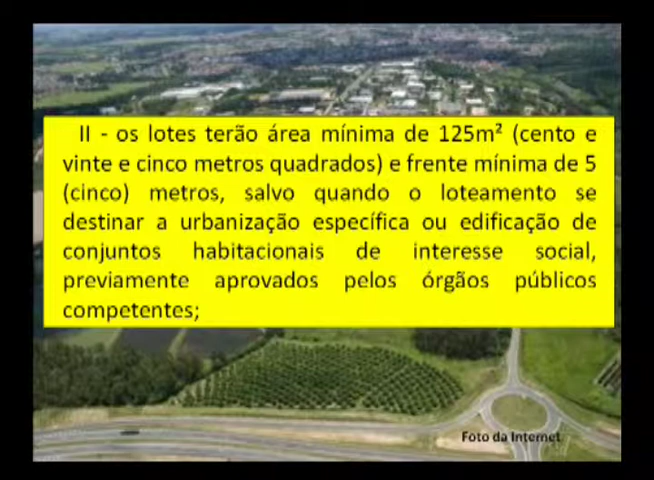 II - os lotes terão área mínima de 125m² (cento e
vinte e cinco metros quadrados) e frente mínima de 5
(cinco) metros, salvo quando o loteamento se
destinar a urbanização específica ou edificação de
conjuntos habitacionais de interesse social,
previamente aprovados pelos órgãos públicos
competentes;
Foto da Internet